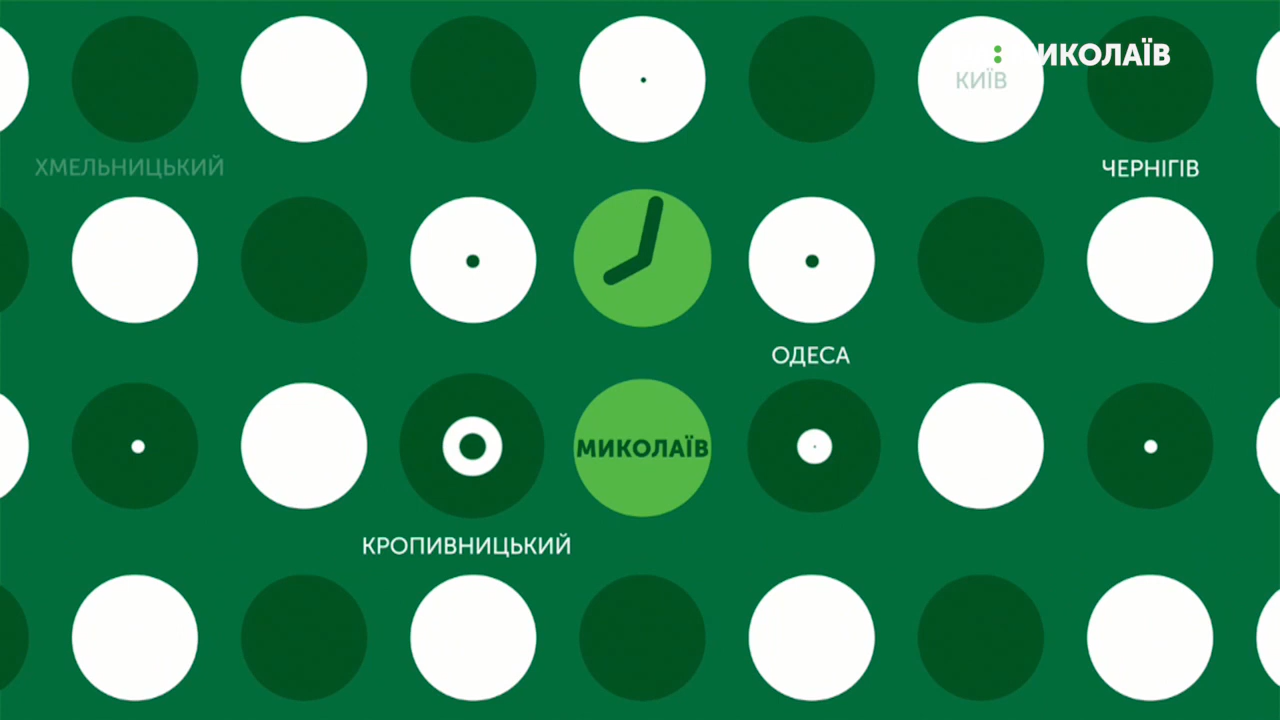 :МИКОЛАЇВ
КИЇВ
ХМЕЛЬНИЦЬКИЙ
ЧЕРНІГІВ
ОДЕСА
МИКОЛАЇВ
КРОПИВНИЦЬКИЙ